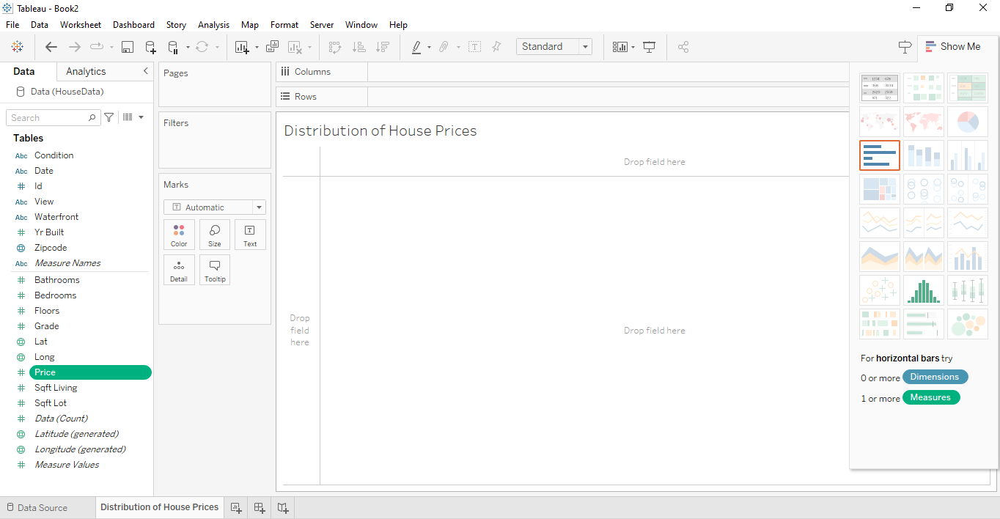 Tableau - Book2
File Data Worksheet Dashboard Story Analysis Map Format Server Window Help
Standard
Show Me
Data Analytics
Data (HouseData)
Search
Tables
Abc Condition
Abc Date
# Id
Abc View
Abc Waterfront
# Yr Built
Zipcode
Abc Measure Names
# Bathrooms
# Bedrooms
# Floors
# Grade
Lat
Long
# Price
# Sqft Living
# Sqft Lot
# Data (Count)
Latitude (generated)
Longitude (generated)
# Measure Values
Pages
Filters
Marks
T Automatic
Color Size Text
Detail Tooltip
Columns
Rows
Distribution of House Prices
Drop field here
Drop
field
here
Drop field here
For horizontal bars try
0 or more Dimensions
1 or more Measures
Data Source Distribution of House Prices